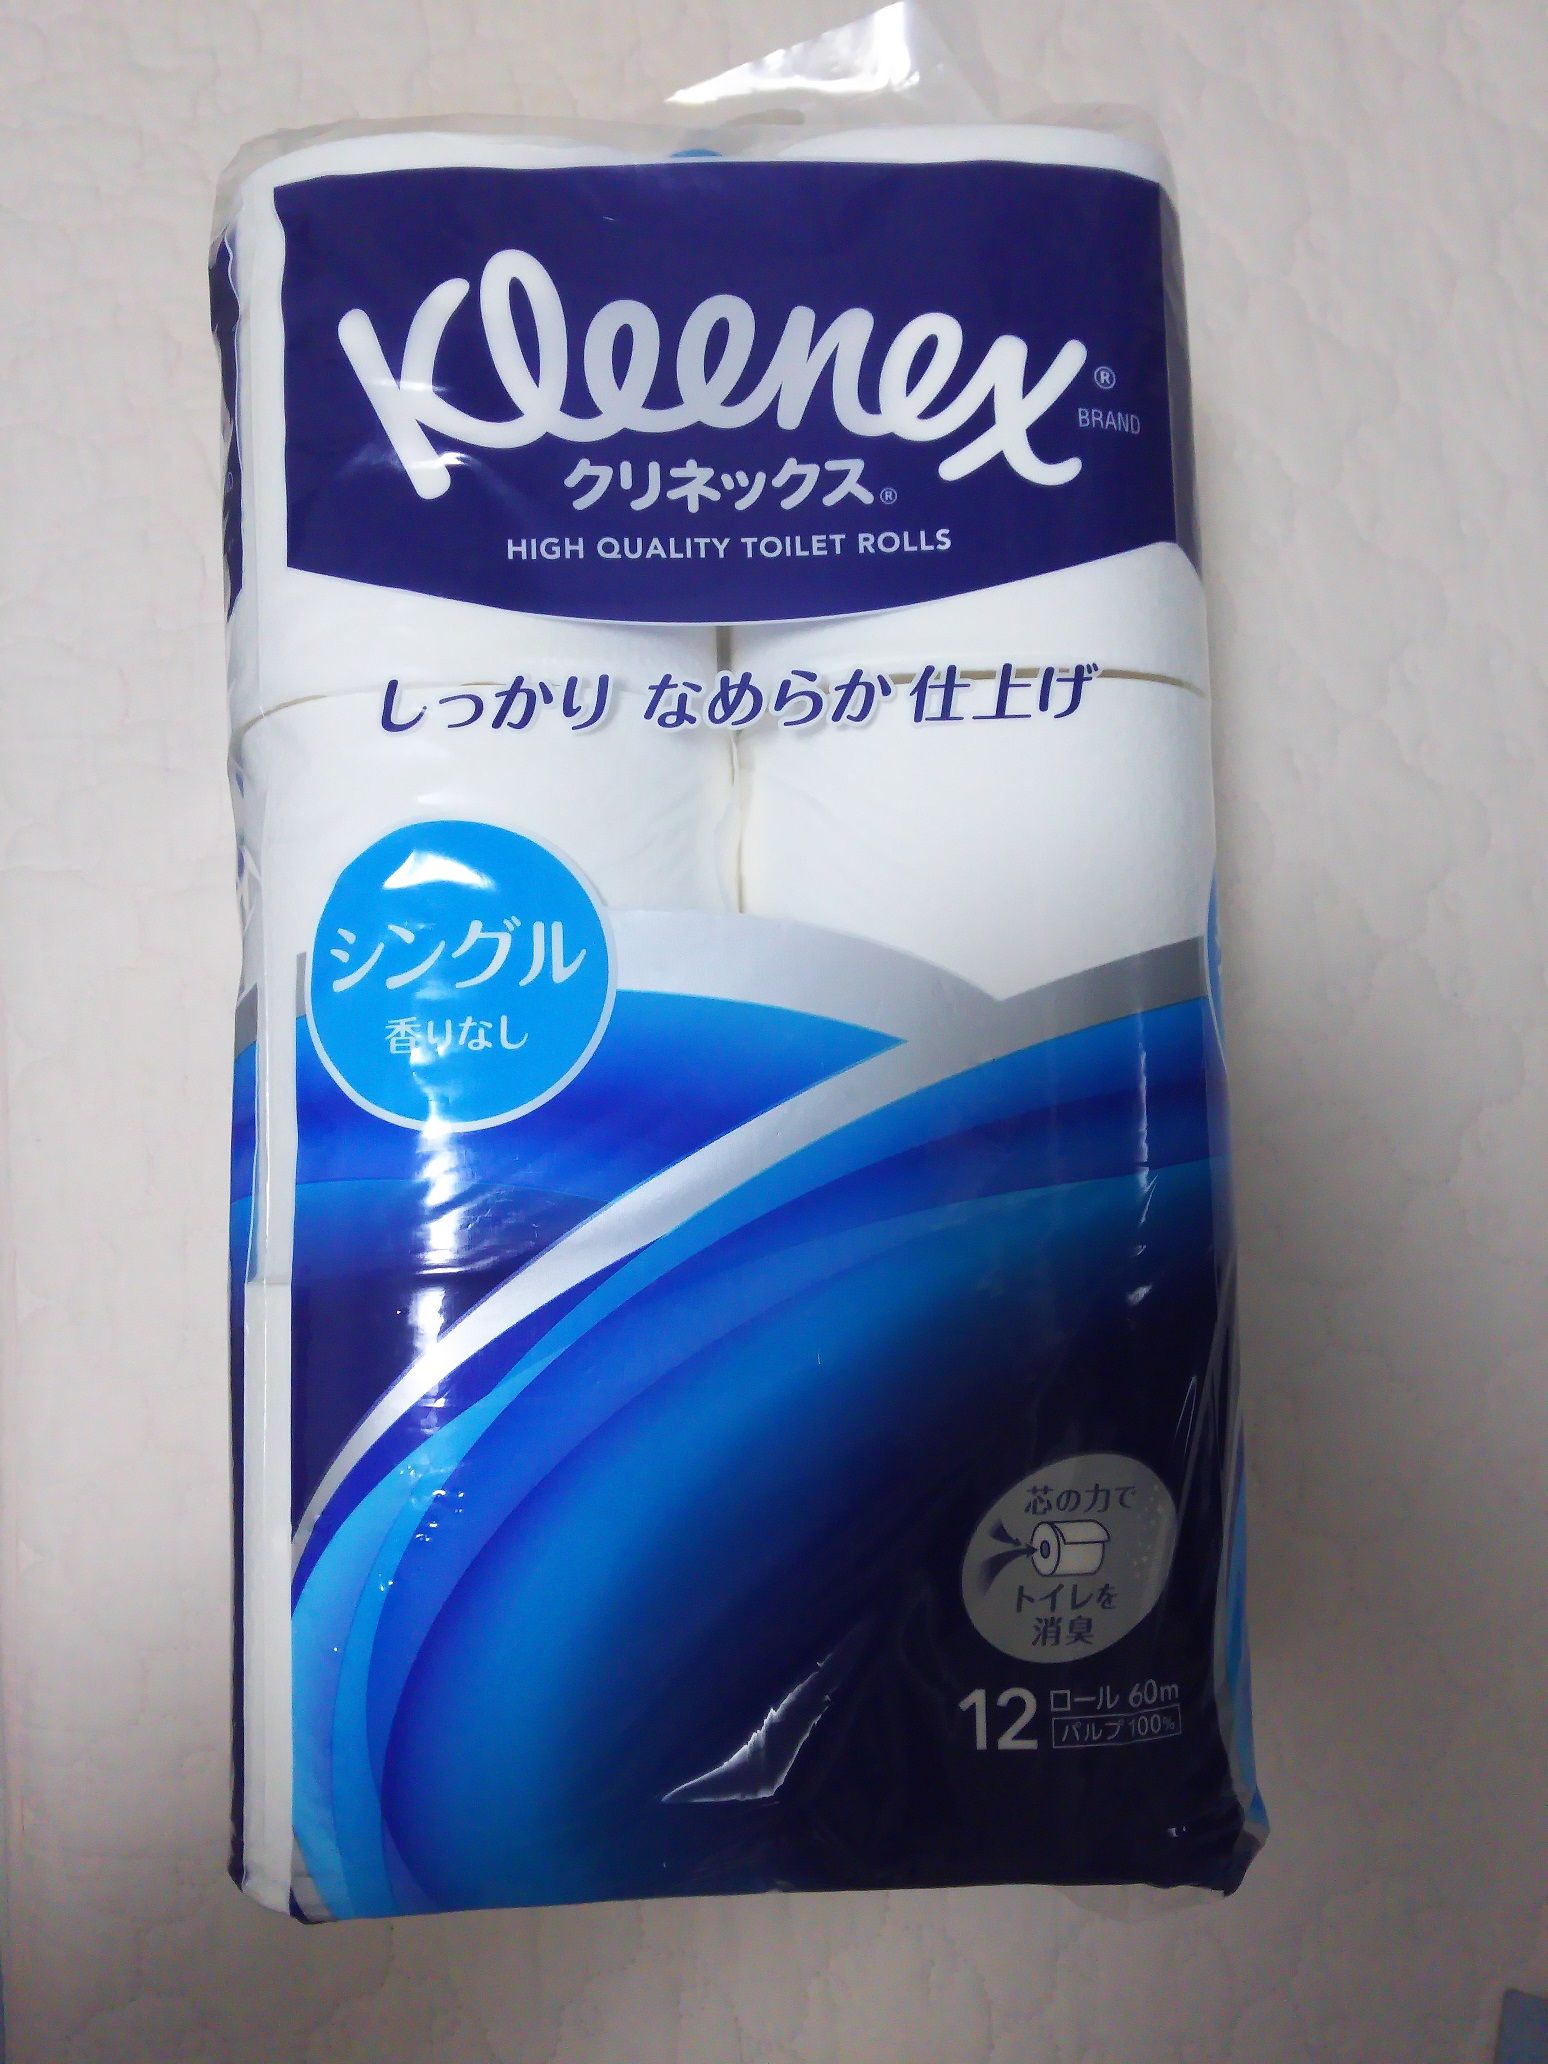 Kleenex®
BRAND
クリネックス®
HIGH QUALITY TOILET ROLLS
しっかり なめらか 仕上げ
シングル
香りなし
芯の力で
トイレを
消臭
12 ロール 60m
パルプ100%